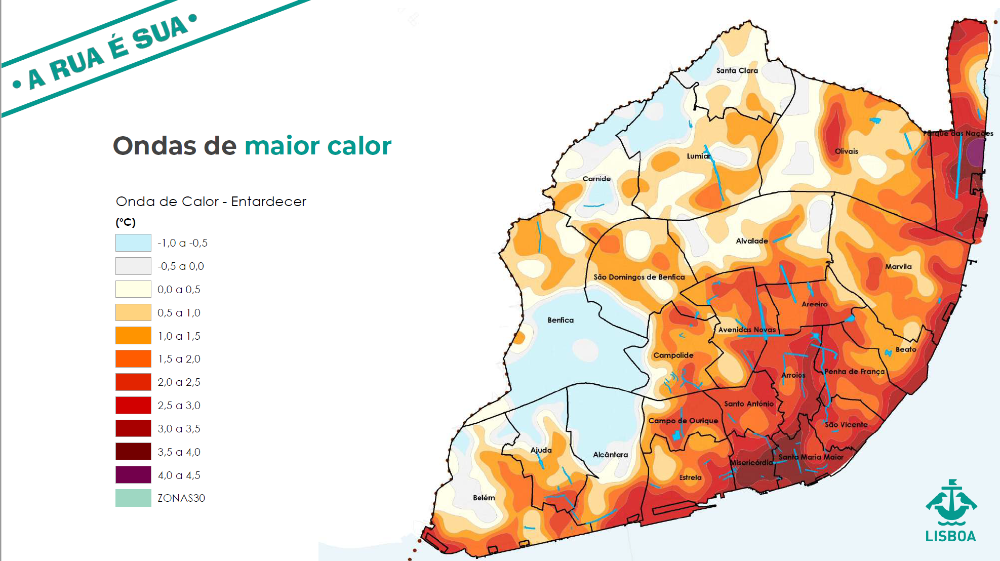 • A RUA É SUA •
Ondas de maior calor
Onda de Calor - Entardecer
(°C)
-1,0 a -0,5
-0,5 a 0,0
0,0 a 0,5
0,5 a 1,0
1,0 a 1,5
1,5 a 2,0
2,0 a 2,5
2,5 a 3,0
3,0 a 3,5
3,5 a 4,0
4,0 a 4,5
ZONAS30
Santa Clara
Parque das Nações
Olivais
Lumiar
Carnide
Alvalade
Marvila
São Domingos de Benfica
Areeiro
Benfica
Avenidas Novas
Beato
Campolide
Penha de França
Arroios
Santo António
Campo de Ourique
São Vicente
Ajuda
Alcântara
Santa Maria Maior
Misericórdia
Estrela
Belém
LISBOA